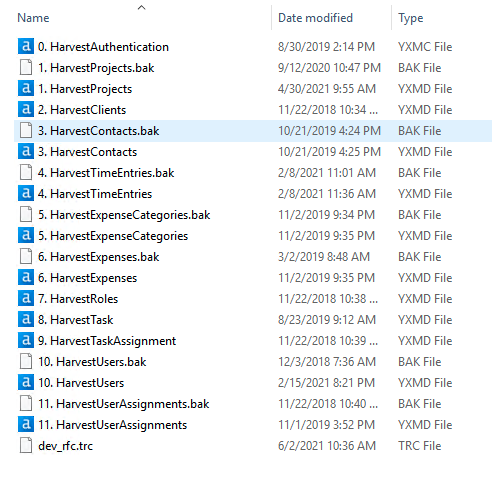 Name Date modified Type
0. HarvestAuthentication 8/30/2019 2:14 PM YXMC File
1. HarvestProjects.bak 9/12/2020 10:47 PM BAK File
1. HarvestProjects 4/30/2021 9:55 AM YXMD File
2. HarvestClients 11/22/2018 10:34 ... YXMD File
3. HarvestContacts.bak 10/21/2019 4:24 PM BAK File
3. HarvestContacts 10/21/2019 4:25 PM YXMD File
4. HarvestTimeEntries.bak 2/8/2021 11:01 AM BAK File
4. HarvestTimeEntries 2/8/2021 11:36 AM YXMD File
5. HarvestExpenseCategories.bak 11/2/2019 9:34 PM BAK File
5. HarvestExpenseCategories 11/2/2019 9:35 PM YXMD File
6. HarvestExpenses.bak 3/2/2019 8:48 AM BAK File
6. HarvestExpenses 11/2/2019 9:35 PM YXMD File
7. HarvestRoles 11/22/2018 10:38 ... YXMD File
8. HarvestTask 8/23/2019 9:12 AM YXMD File
9. HarvestTaskAssignment 11/22/2018 10:39 ... YXMD File
10. HarvestUsers.bak 12/3/2018 7:36 AM BAK File
10. HarvestUsers 2/15/2021 8:21 PM YXMD File
11. HarvestUserAssignments.bak 11/22/2018 10:40 ... BAK File
11. HarvestUserAssignments 11/1/2019 3:52 PM YXMD File
dev_rfc.trc 6/2/2021 10:36 AM TRC File